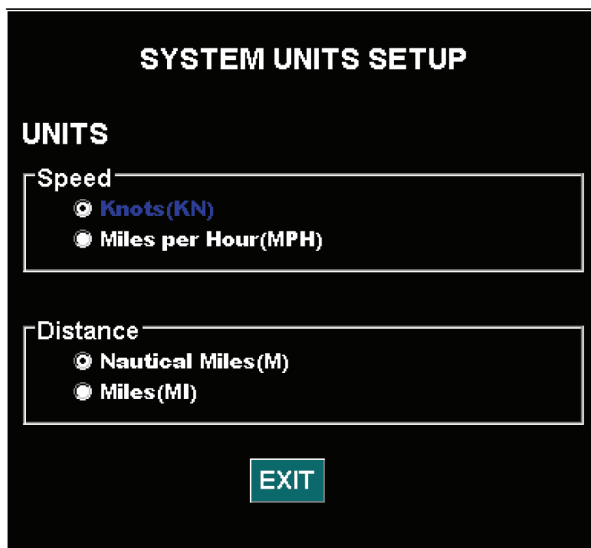 SYSTEM UNITS SETUP
UNITS
Speed
Knots(KN)
Miles per Hour(MPH)
Distance
Nautical Miles(M)
Miles(MI)
EXIT